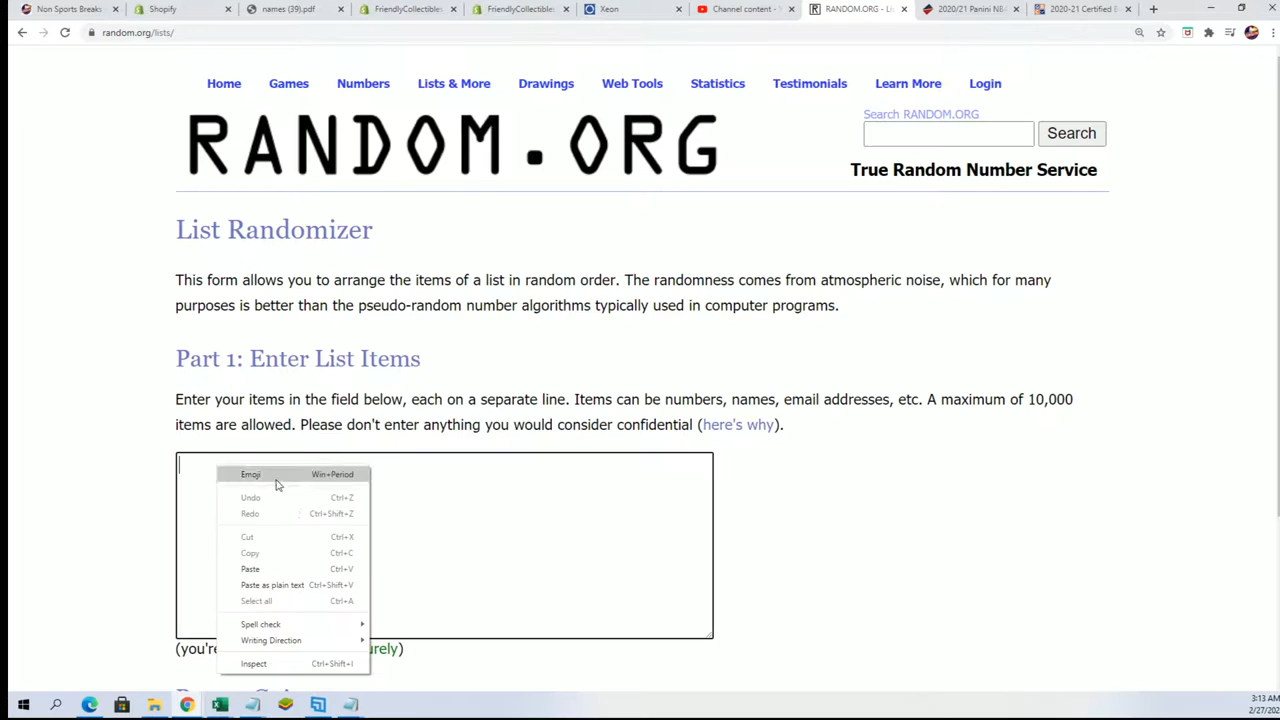 Non Sports Breaks
Shopify
names (39).pdf
FriendlyCollectible
FriendlyCollectible
Xeon
Channel content -
RANDOM.ORG - Li
2020/21 Panini NBA
2020-21 Certified B
random.org/lists/
Home Games Numbers Lists & More Drawings Web Tools Statistics Testimonials Learn More Login
Search RANDOM.ORG
RANDOM.ORG
Search
True Random Number Service
List Randomizer
This form allows you to arrange the items of a list in random order. The randomness comes from atmospheric noise, which for many
purposes is better than the pseudo-random number algorithms typically used in computer programs.
Part 1: Enter List Items
Enter your items in the field below, each on a separate line. Items can be numbers, names, email addresses, etc. A maximum of 10,000
items are allowed. Please don't enter anything you would consider confidential (here's why).
Emoji Win+Period
Undo Ctrl+Z
Redo Ctrl+Shift+Z
Cut Ctrl+X
Copy Ctrl+C
Paste Ctrl+V
Paste as plain text Ctrl+Shift+V
Select all Ctrl+A
Spell check
Writing Direction
Inspect Ctrl+Shift+I
(you're urely)
3:13 AM
2/27/202